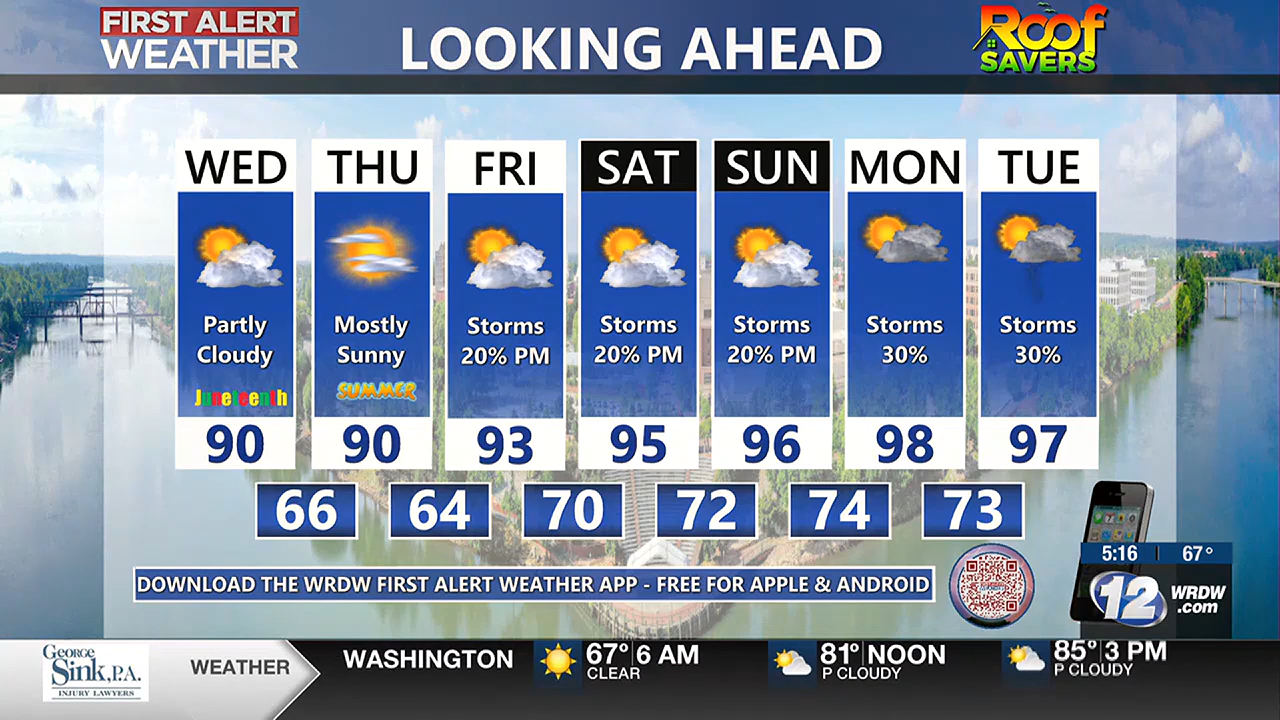 FIRST ALERT
WEATHER
LOOKING AHEAD
Roof
SAVERS
WED THU FRI SAT SUN MON TUE
Partly Mostly Storms Storms Storms Storms Storms
Cloudy Sunny 20% PM 20% PM 20% PM 30% 30%
Juneteenth SUMMER
90 90 93 95 96 98 97
66 64 70 72 74 73
DOWNLOAD THE WRDW FIRST ALERT WEATHER APP - FREE FOR APPLE & ANDROID
5:16 67°
12 WRDW
.com
GEORGE
Sink, P.A.
INJURY LAWYERS
WEATHER
WASHINGTON
67° 6 AM
CLEAR
81° NOON
P CLOUDY
85° 3 PM
P CLOUDY